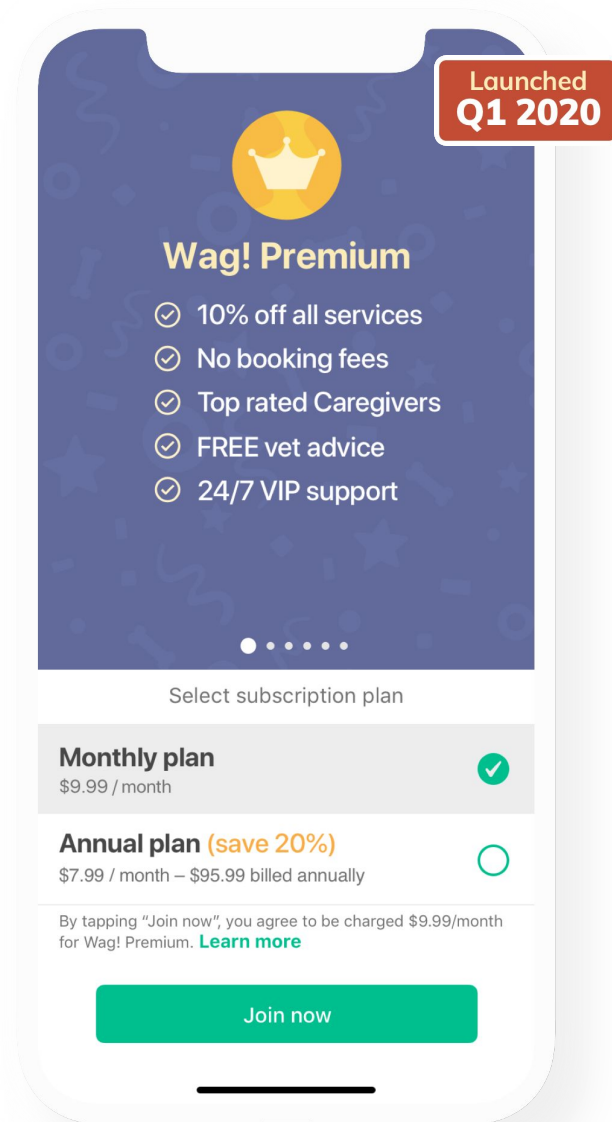 Launched
Q1 2020
Wag! Premium
10% off all services
No booking fees
Top rated Caregivers
FREE vet advice
24/7 VIP support
Select subscription plan
Monthly plan
$9.99 / month
Annual plan (save 20%)
$7.99 / month – $95.99 billed annually
By tapping “Join now”, you agree to be charged $9.99/month
for Wag! Premium. Learn more
Join now